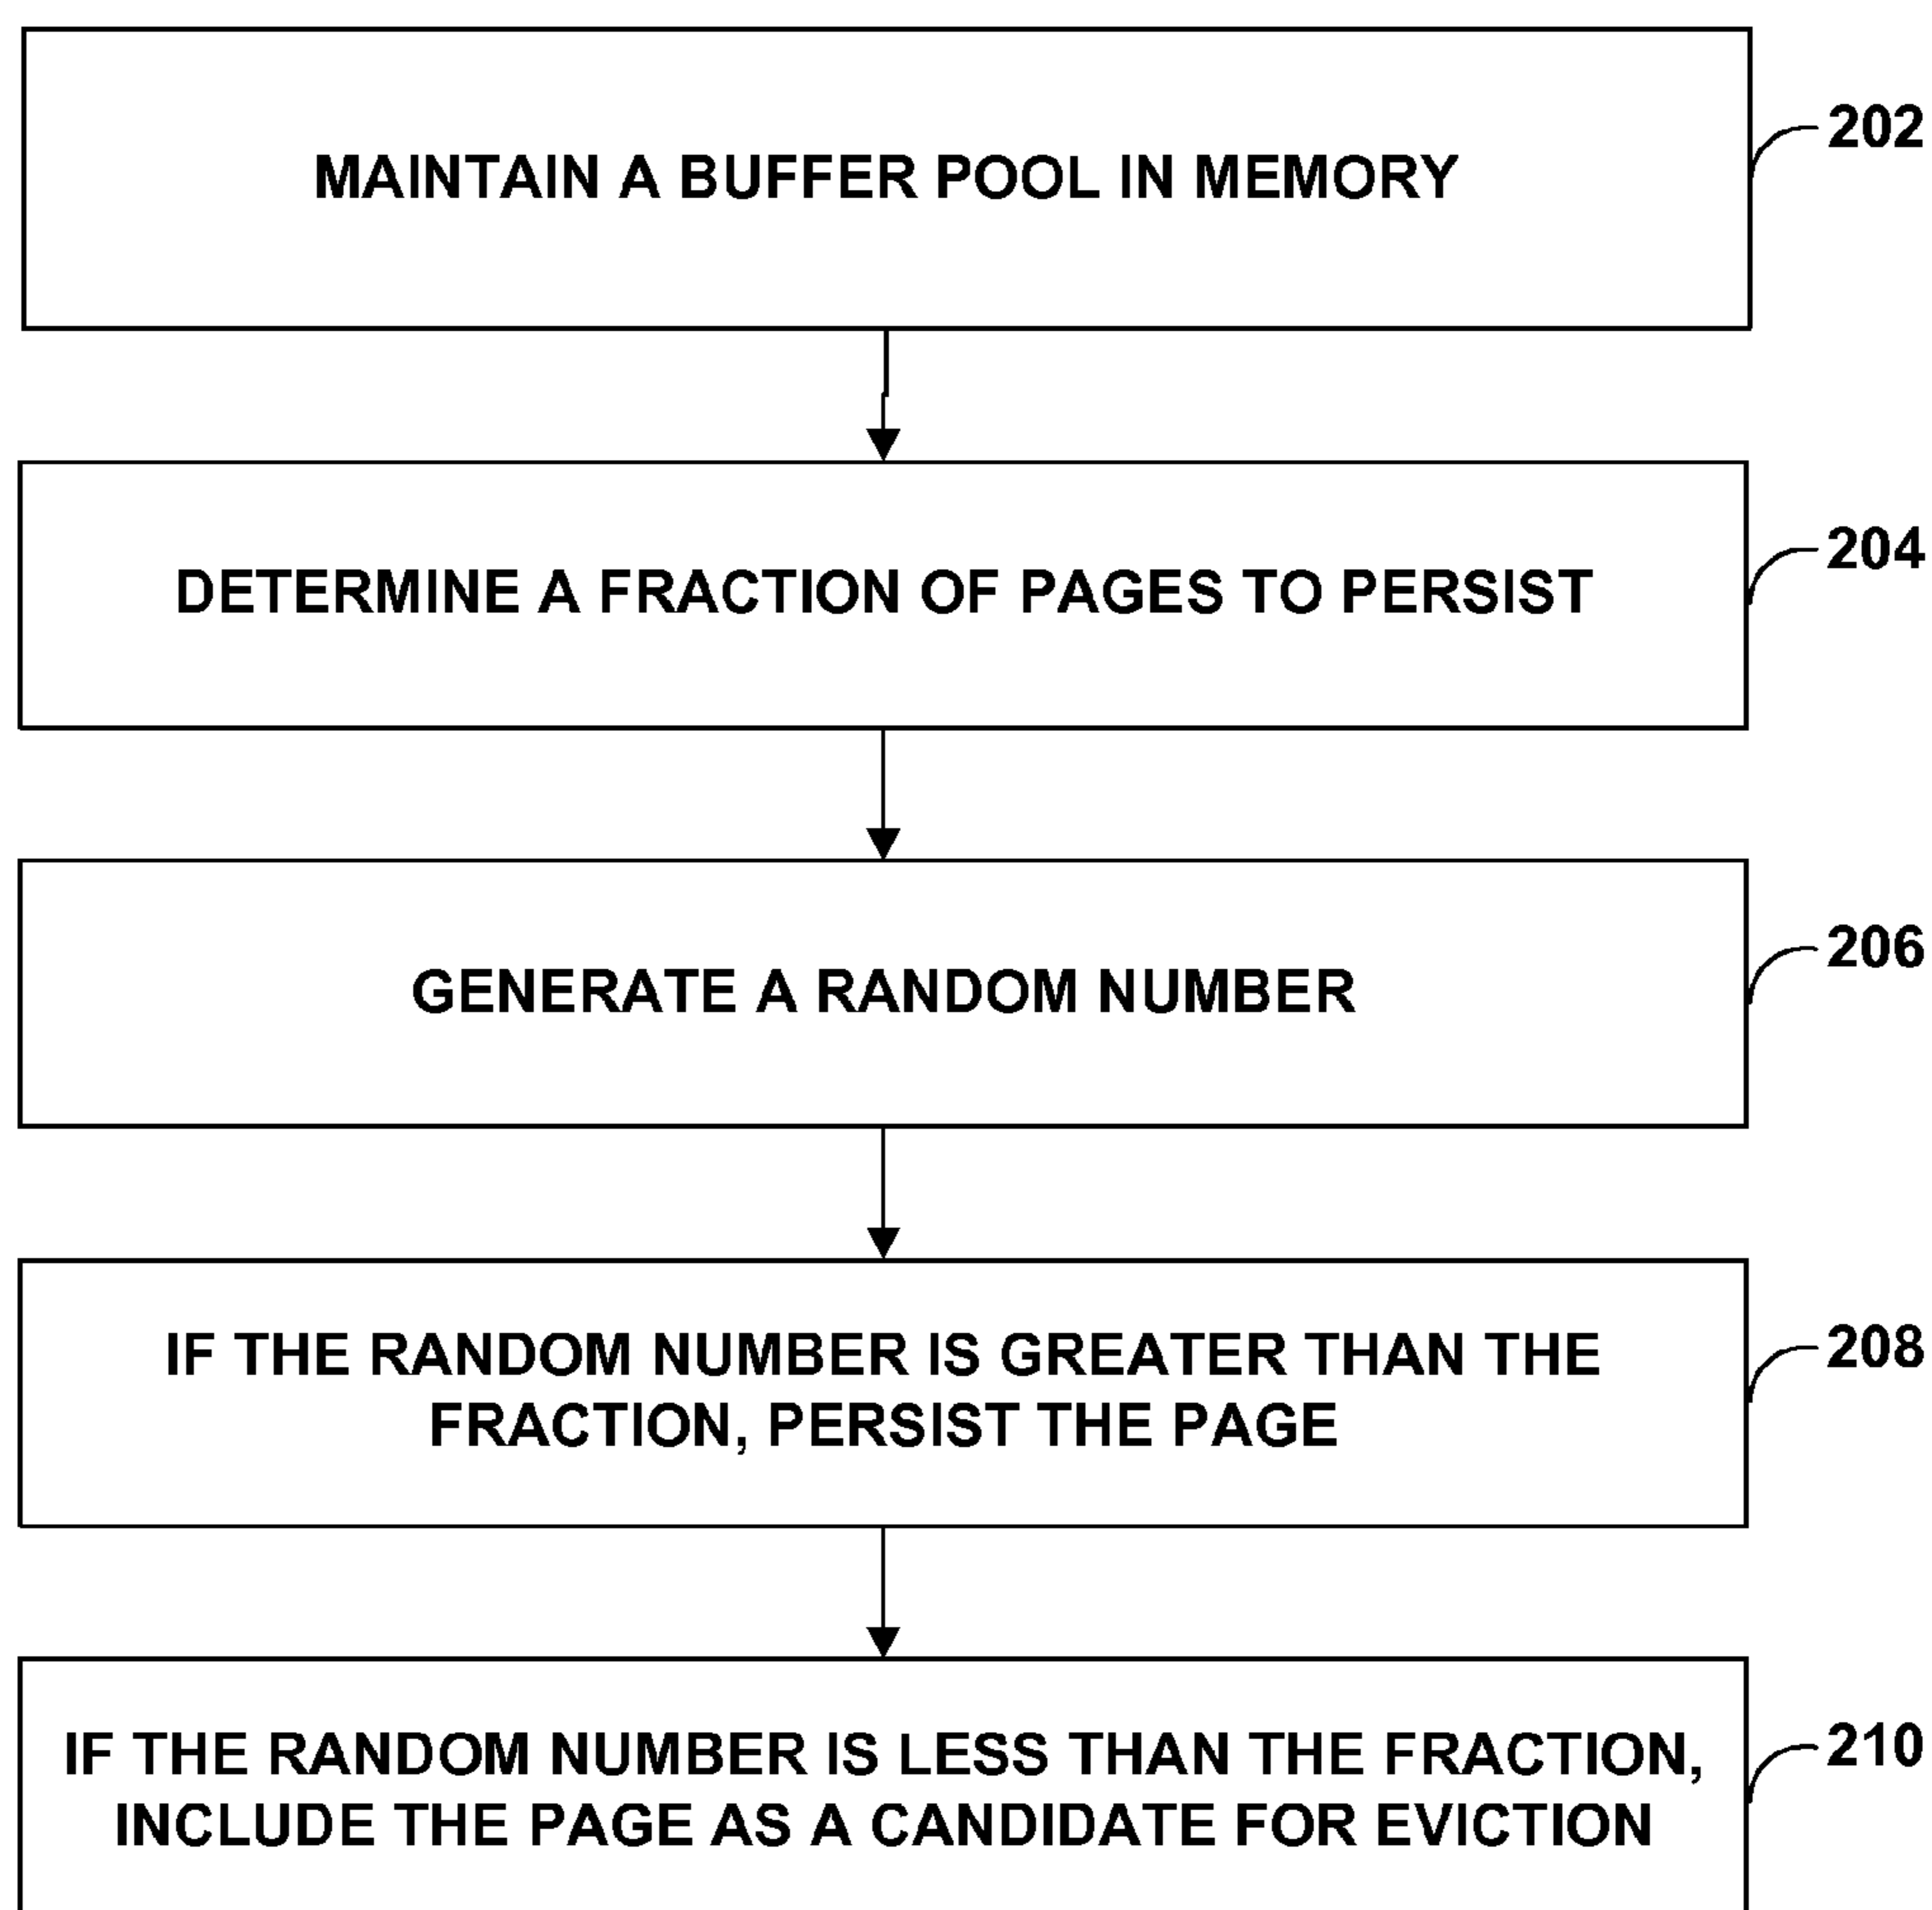 MAINTAIN A BUFFER POOL IN MEMORY
202
DETERMINE A FRACTION OF PAGES TO PERSIST
204
GENERATE A RANDOM NUMBER
206
IF THE RANDOM NUMBER IS GREATER THAN THE
FRACTION, PERSIST THE PAGE
208
IF THE RANDOM NUMBER IS LESS THAN THE FRACTION,
INCLUDE THE PAGE AS A CANDIDATE FOR EVICTION
210